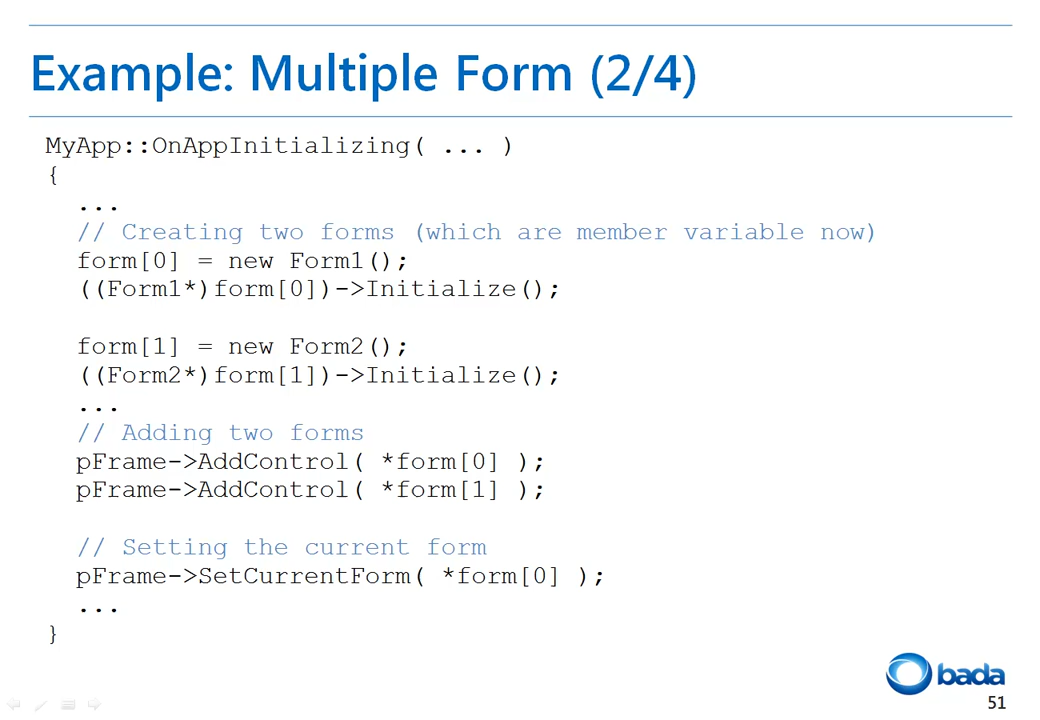 Example: Multiple Form (2/4)
MyApp::OnAppInitializing( ... )
{
...
// Creating two forms (which are member variable now)
form[0] = new Form1();
((Form1*)form[0])->Initialize();
form[1] = new Form2();
((Form2*)form[1])->Initialize();
...
// Adding two forms
pFrame->AddControl( *form[0] );
pFrame->AddControl( *form[1] );
// Setting the current form
pFrame->SetCurrentForm( *form[0] );
...
}
bada
51